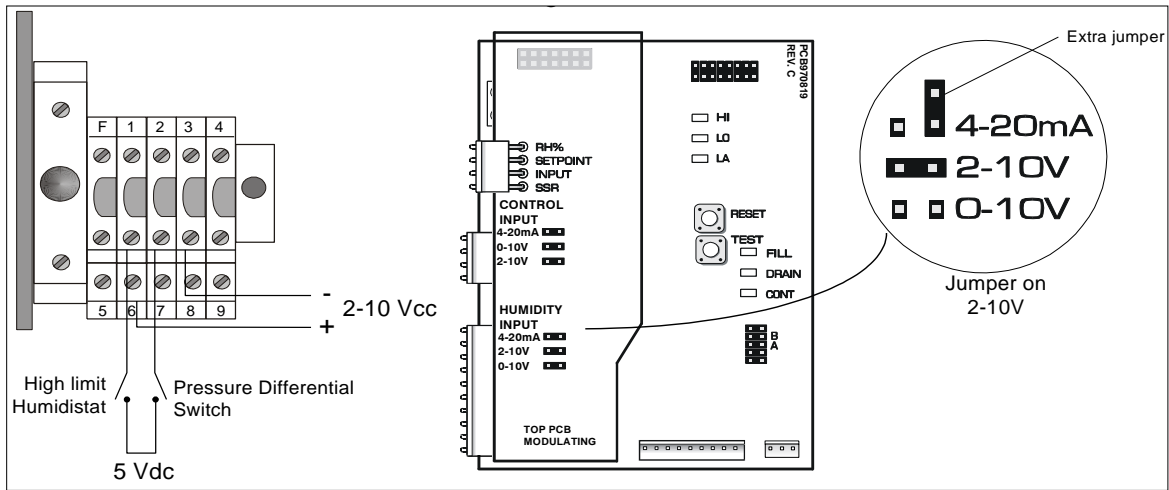 F 1 2 3 4
5 6 7 8 9
-
2-10 Vcc
+
High limit
Humidistat
Pressure Differential
Switch
5 Vdc
PCB970819
REV. C
HI
LO
LA
RH%
SETPOINT
INPUT
SSR
CONTROL
INPUT
4-20mA
0-10V
2-10V
RESET
TEST
FILL
DRAIN
CONT
HUMIDITY
INPUT
4-20mA
2-10V
0-10V
B
A
TOP PCB
MODULATING
Extra jumper
4-20mA
2-10V
0-10V
Jumper on
2-10V